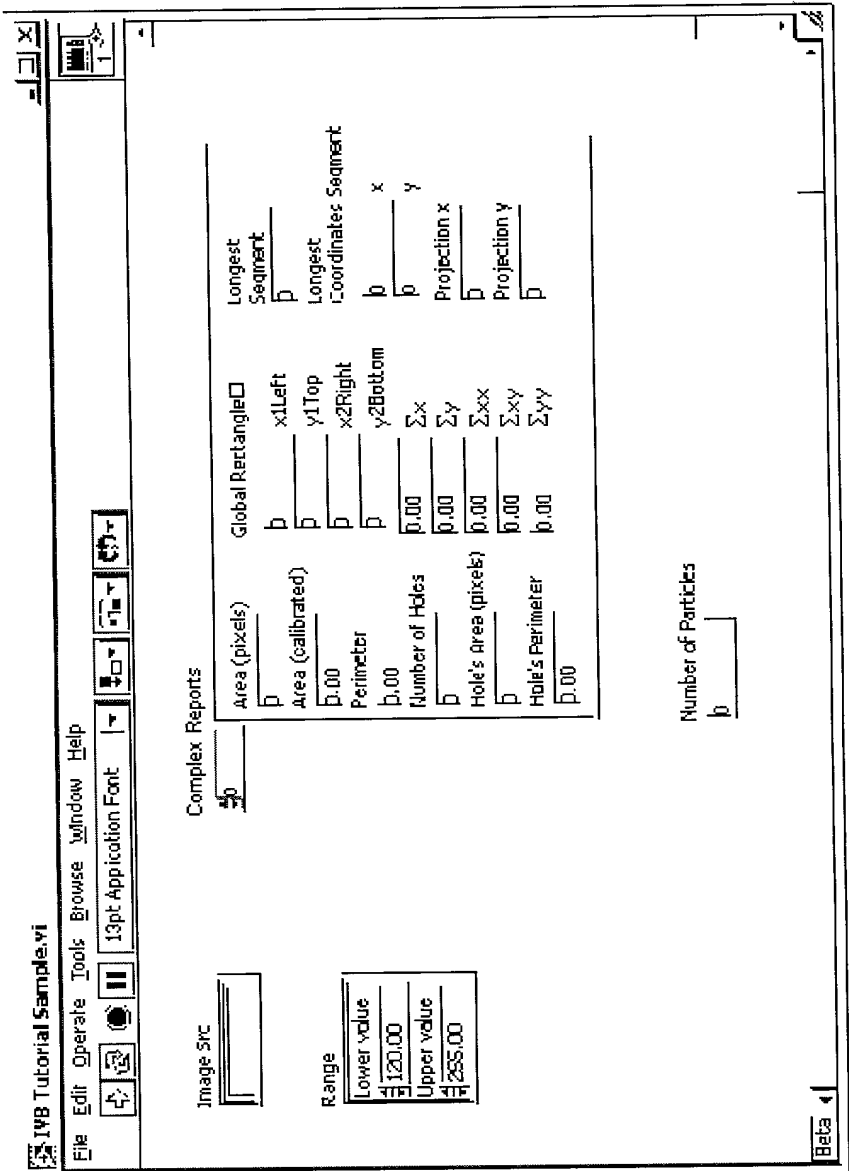 IVB Tutorial Sample.vi
File Edit Operate Tools Browse Window Help
13pt Application Font
1
Image Src
Range
Lower value
120.00
Upper value
255.00
Complex Reports
0
Area (pixels)
0
Area (calibrated)
0.00
Perimeter
0.00
Number of Holes
0
Hole's Area (pixels)
0
Hole's Perimeter
0.00
Global Rectangle
0 x1Left
0 y1Top
0 x2Right
0 y2Bottom
0.00 Σx
0.00 Σy
0.00 Σxx
0.00 Σxy
0.00 Σyy
Longest
Segment
0
Longest
Coordinates Segment
0 x
0 y
Projection x
0
Projection y
0
Number of Particles
0
Beta